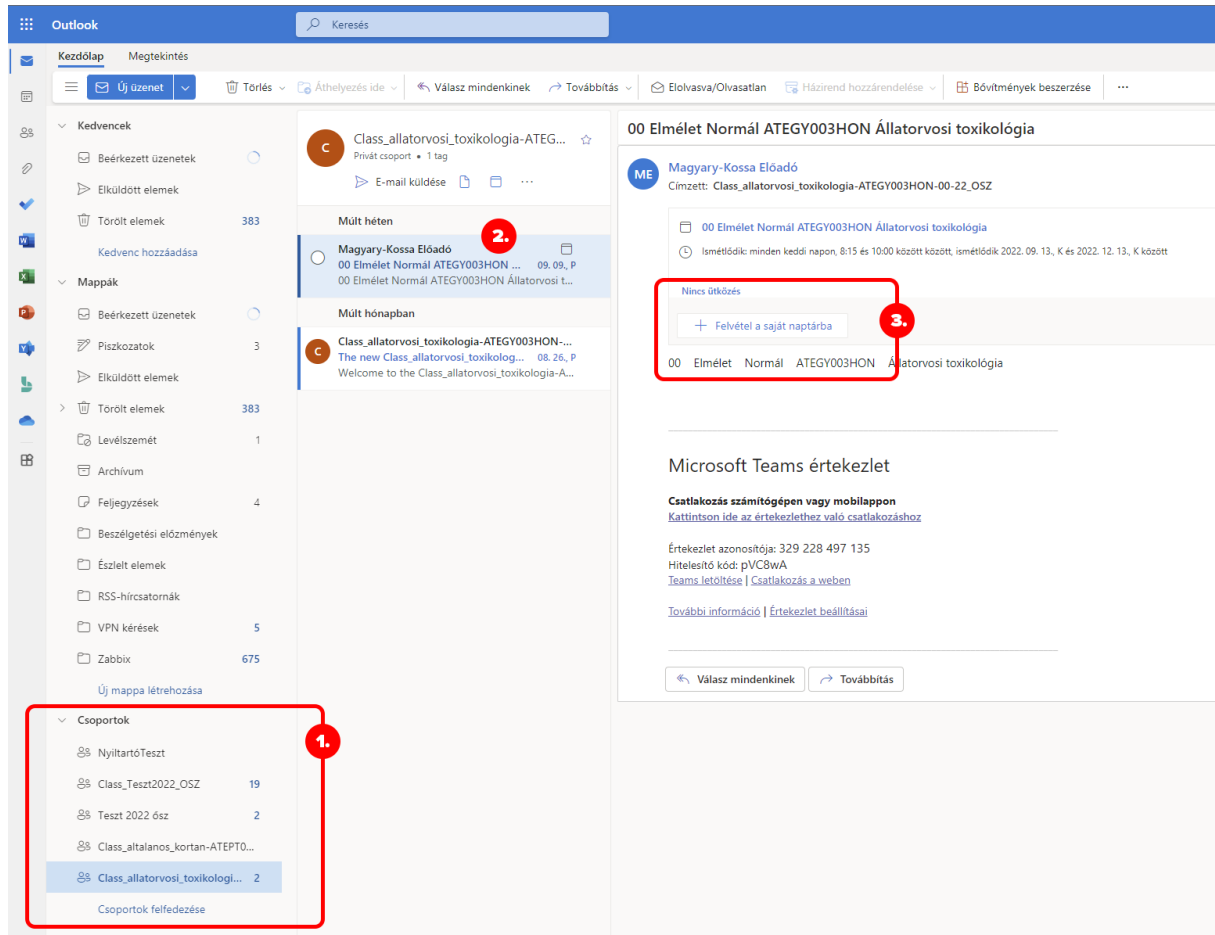 Outlook
Keresés
Kezdőlap Megtekintés
Új üzenet Törlés Áthelyezés ide Válasz mindenkinek Továbbítás Elolvasva/Olvasatlan Házirend hozzárendelése Bővítmények beszerzése ...
Kedvencek
Beérkezett üzenetek
Elküldött elemek
Törölt elemek 383
Kedvenc hozzáadása
Mappák
Beérkezett üzenetek
Piszkozatok 3
Elküldött elemek
Törölt elemek 383
Levélszemét 1
Archívum
Feljegyzések 4
Beszélgetési előzmények
Észlelt elemek
RSS-hírcsatornák
VPN kérések 5
Zabbix 675
Új mappa létrehozása
Csoportok
1.
NyiltartóTeszt
Class_Teszt2022_OSZ 19
Teszt 2022 ősz 2
Class_altalanos_kortan-ATEPT0...
Class_allatorvosi_toxikologi... 2
Csoportok felfedezése
C
Class_allatorvosi_toxikologia-ATEG...
Privát csoport • 1 tag
E-mail küldése ...
Múlt héten
2.
Magyary-Kossa Előadó
00 Elmélet Normál ATEGY003HON ... 09. 09., P
00 Elmélet Normál ATEGY003HON Állatorvosi t...
Múlt hónapban
C
Class_allatorvosi_toxikologia-ATEGY003HON-...
The new Class_allatorvosi_toxikolog... 08. 26., P
Welcome to the Class_allatorvosi_toxikologia-A...
00 Elmélet Normál ATEGY003HON Állatorvosi toxikológia
ME
Magyary-Kossa Előadó
Címzett: Class_allatorvosi_toxikologia-ATEGY003HON-00-22_OSZ
00 Elmélet Normál ATEGY003HON Állatorvosi toxikológia
Ismétlődik: minden keddi napon, 8:15 és 10:00 között között, ismétlődik 2022. 09. 13., K és 2022. 12. 13., K között
Nincs ütközés
Felvétel a saját naptárba
3.
00 Elmélet Normál ATEGY003HON Állatorvosi toxikológia
Microsoft Teams értekezlet
Csatlakozás számítógépen vagy mobilappon
Kattintson ide az értekezlethez való csatlakozáshoz
Értekezlet azonosítója: 329 228 497 135
Hitelesítő kód: pVC8wA
Teams letöltése | Csatlakozás a weben
További információ | Értekezlet beállításai
Válasz mindenkinek Továbbítás